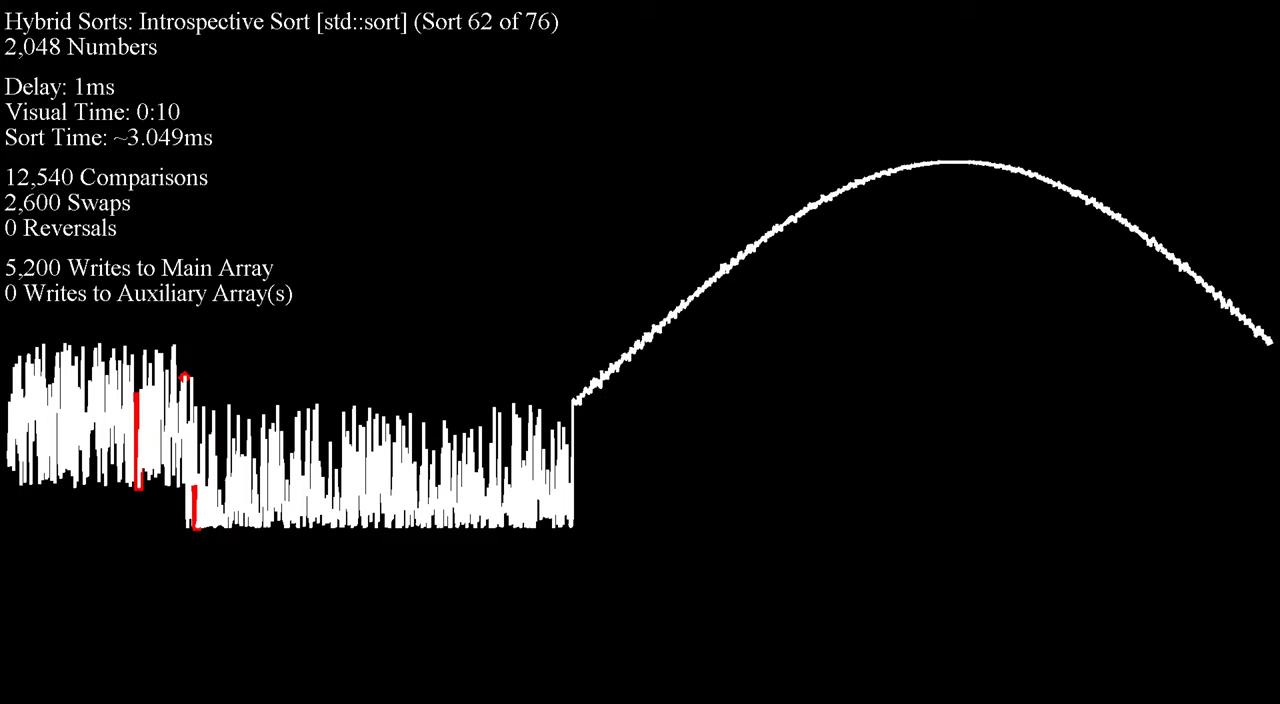 Hybrid Sorts: Introspective Sort [std::sort] (Sort 62 of 76)
2,048 Numbers
Delay: 1ms
Visual Time: 0:10
Sort Time: ~3.049ms
12,540 Comparisons
2,600 Swaps
0 Reversals
5,200 Writes to Main Array
0 Writes to Auxiliary Array(s)